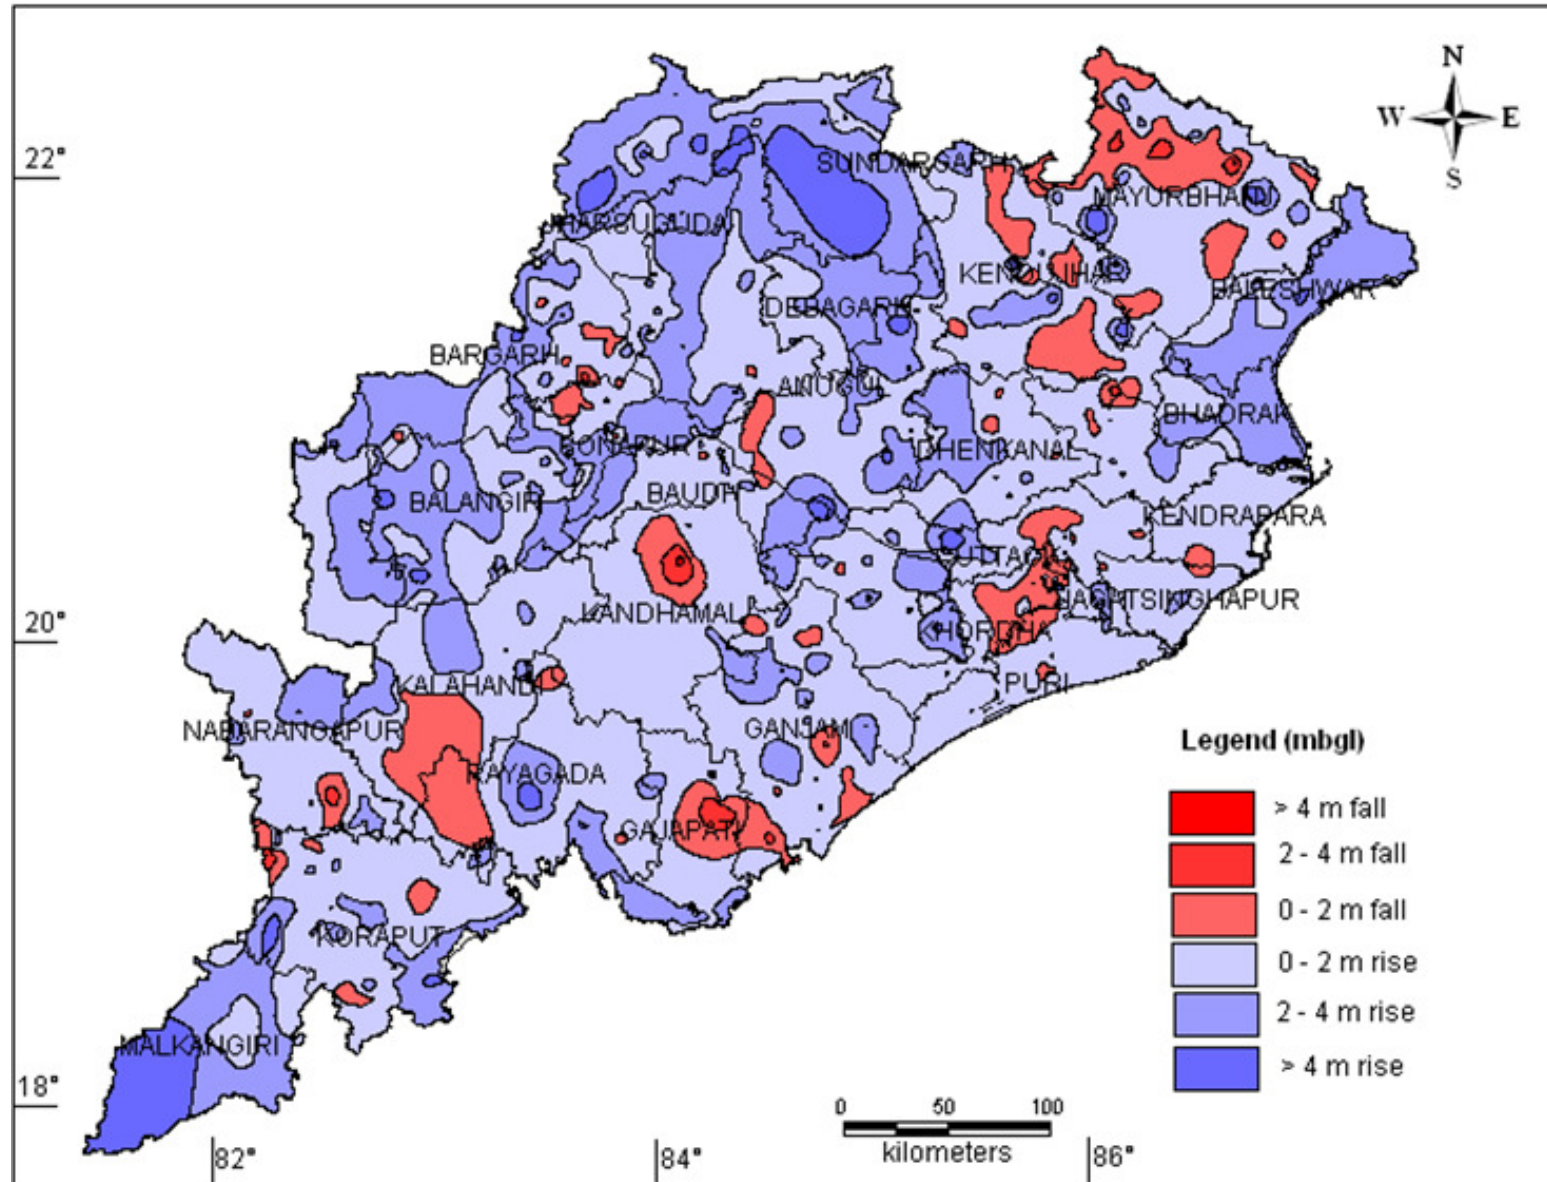 N
W E
S
22°
SUNDARGARH
MAYURBHANJ
JHARSUGUDA
KENDUJHAR
BALESHWAR
DEBAGARH
BARGARH
ANUGUL
BHADRAK
SONAPUR
DHENKANAL
BALANGIR
BAUDH
KENDRAPARA
CUTTACK
20°
KANDHAMAL
JAGATSINGHAPUR
KHORDHA
KALAHANDI
PURI
NABARANGAPUR
GANJAM
Legend (mbgl)
RAYAGADA
> 4 m fall
GAJAPATI
2 - 4 m fall
0 - 2 m fall
KORAPUT
0 - 2 m rise
2 - 4 m rise
MALKANGIRI
> 4 m rise
18°
0 50 100
kilometers
82° 84° 86°